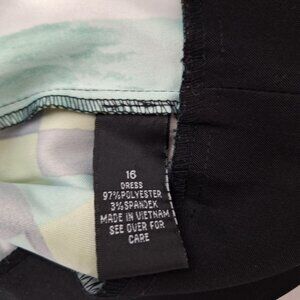 16
DRESS
97%POLYESTER
3%SPANDEX
MADE IN VIETNAM
SEE OVER FOR
CARE